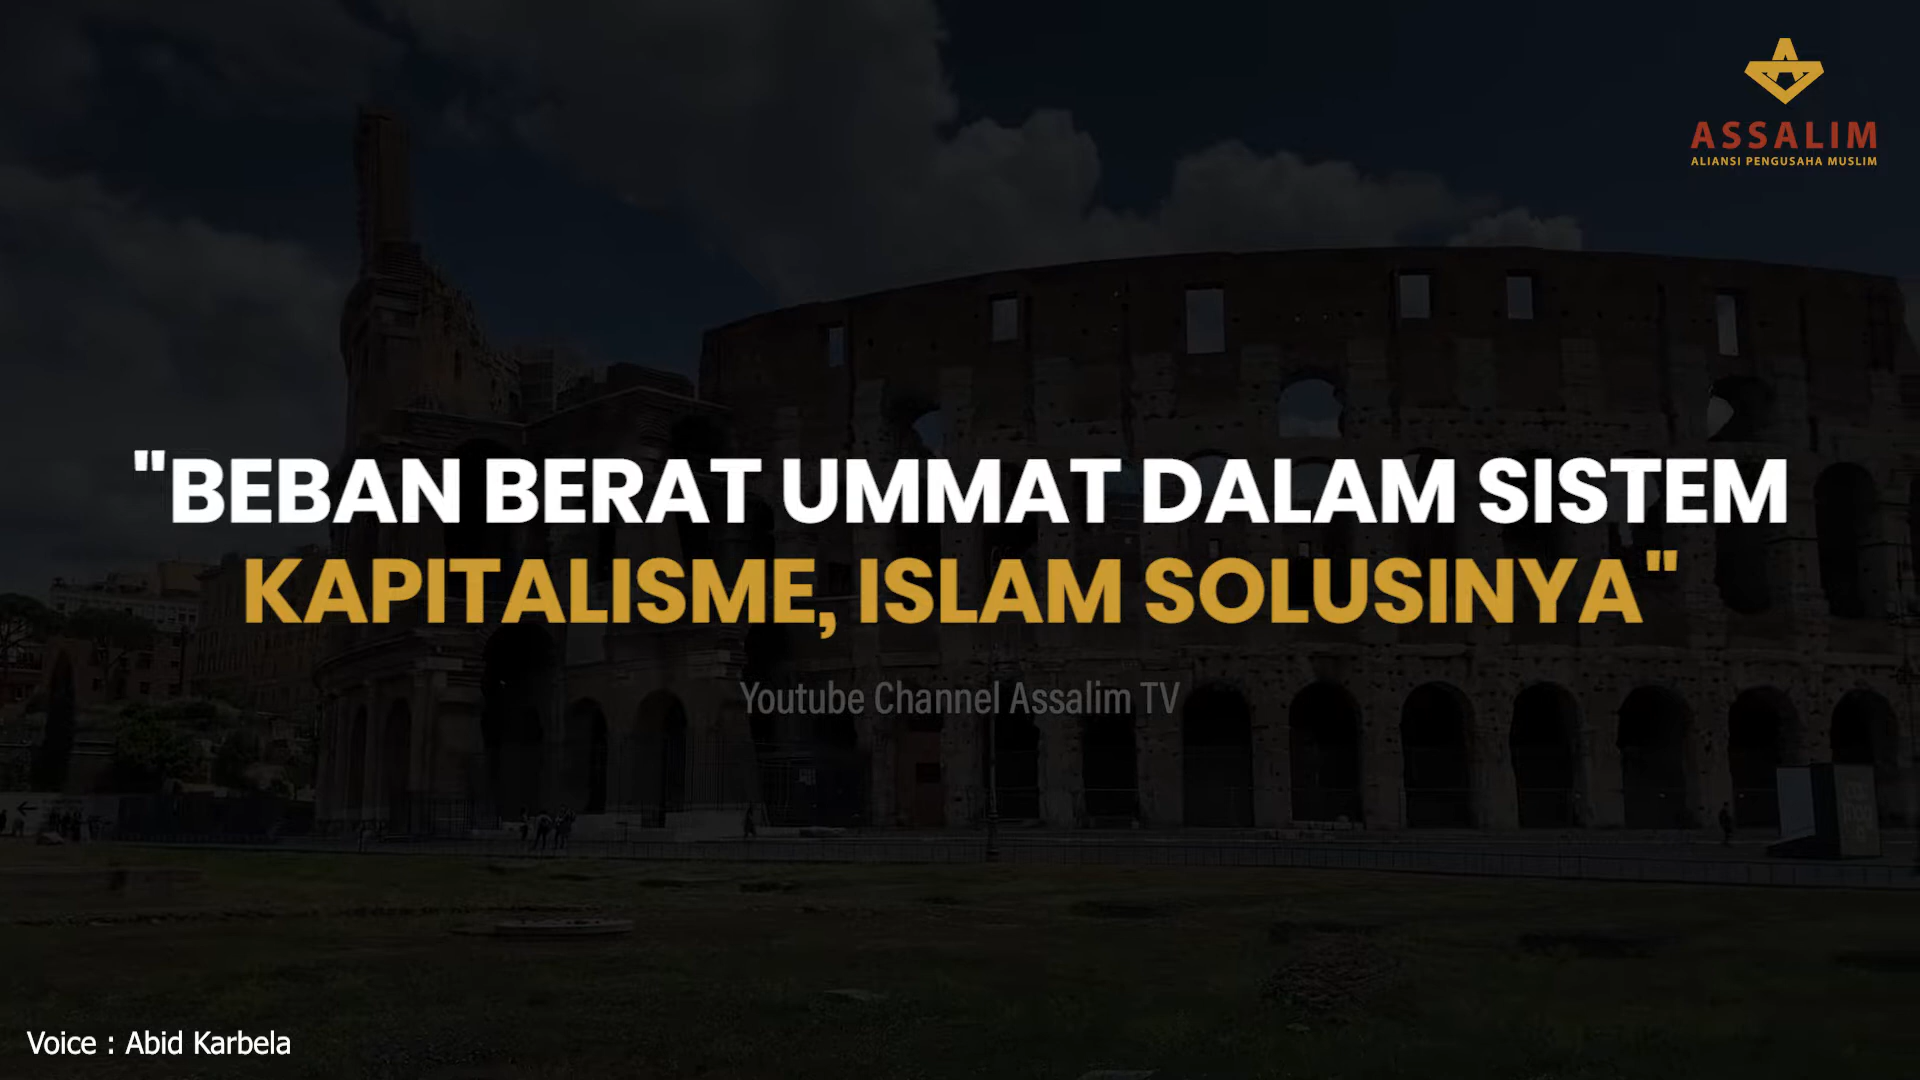 ASSALIM
ALIANSI PENGUSAHA MUSLIM
"BEBAN BERAT UMMAT DALAM SISTEM
KAPITALISME, ISLAM SOLUSINYA"
Youtube Channel Assalim TV
Voice : Abid Karbela